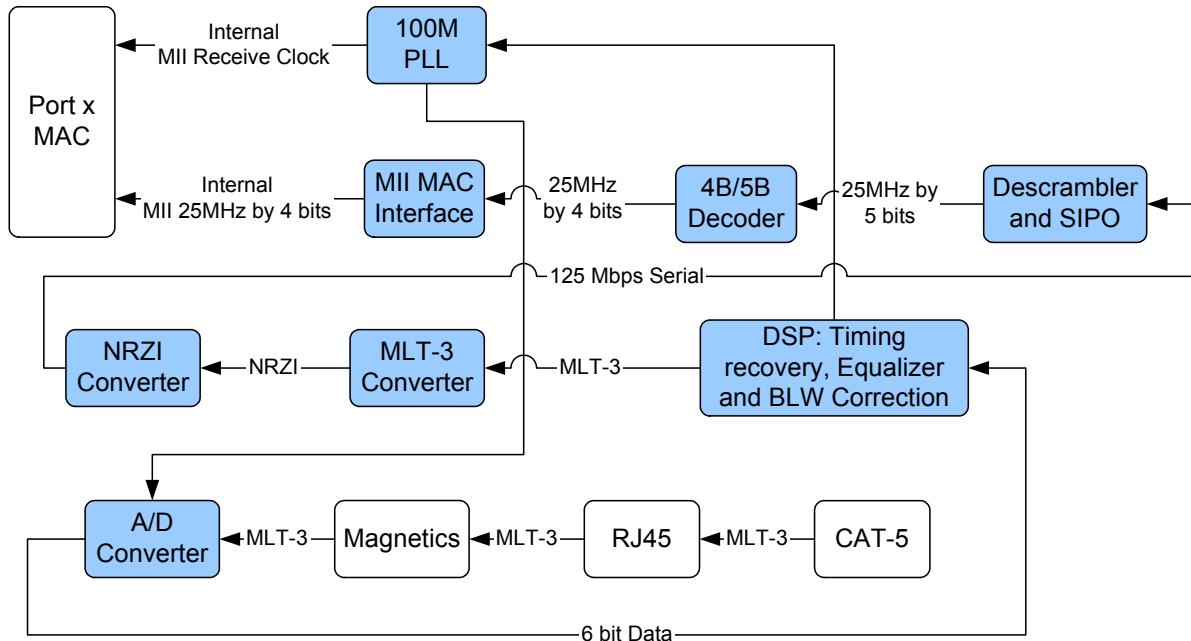 Internal
MII Receive Clock
100M
PLL
Port x
MAC
Internal
MII 25MHz by 4 bits
MII MAC
Interface
25MHz
by 4 bits
4B/5B
Decoder
25MHz by
5 bits
Descrambler
and SIPO
125 Mbps Serial
NRZI
Converter
NRZI
MLT-3
Converter
MLT-3
DSP: Timing
recovery, Equalizer
and BLW Correction
A/D
Converter
MLT-3
Magnetics
MLT-3
RJ45
MLT-3
CAT-5
6 bit Data